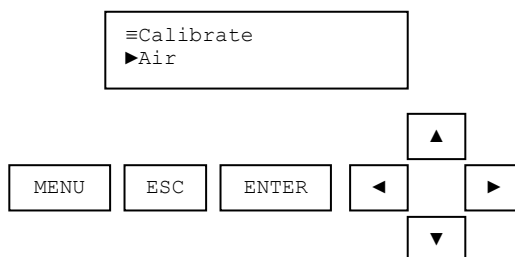 ≡Calibrate
►Air
▲
MENU ESC ENTER ◄ ►
▼